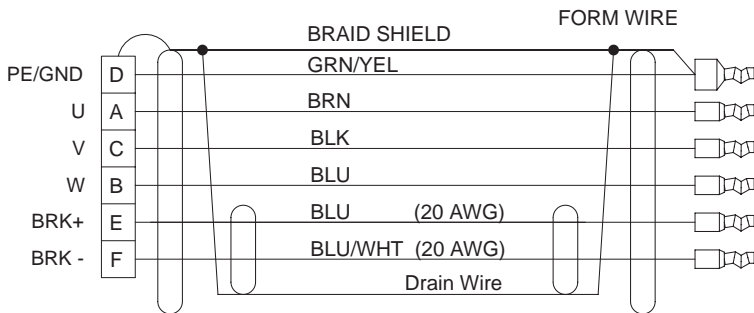 FORM WIRE
BRAID SHIELD
PE/GND D GRN/YEL
U A BRN
V C BLK
W B BLU
BRK+ E BLU (20 AWG)
BRK - F BLU/WHT (20 AWG)
Drain Wire